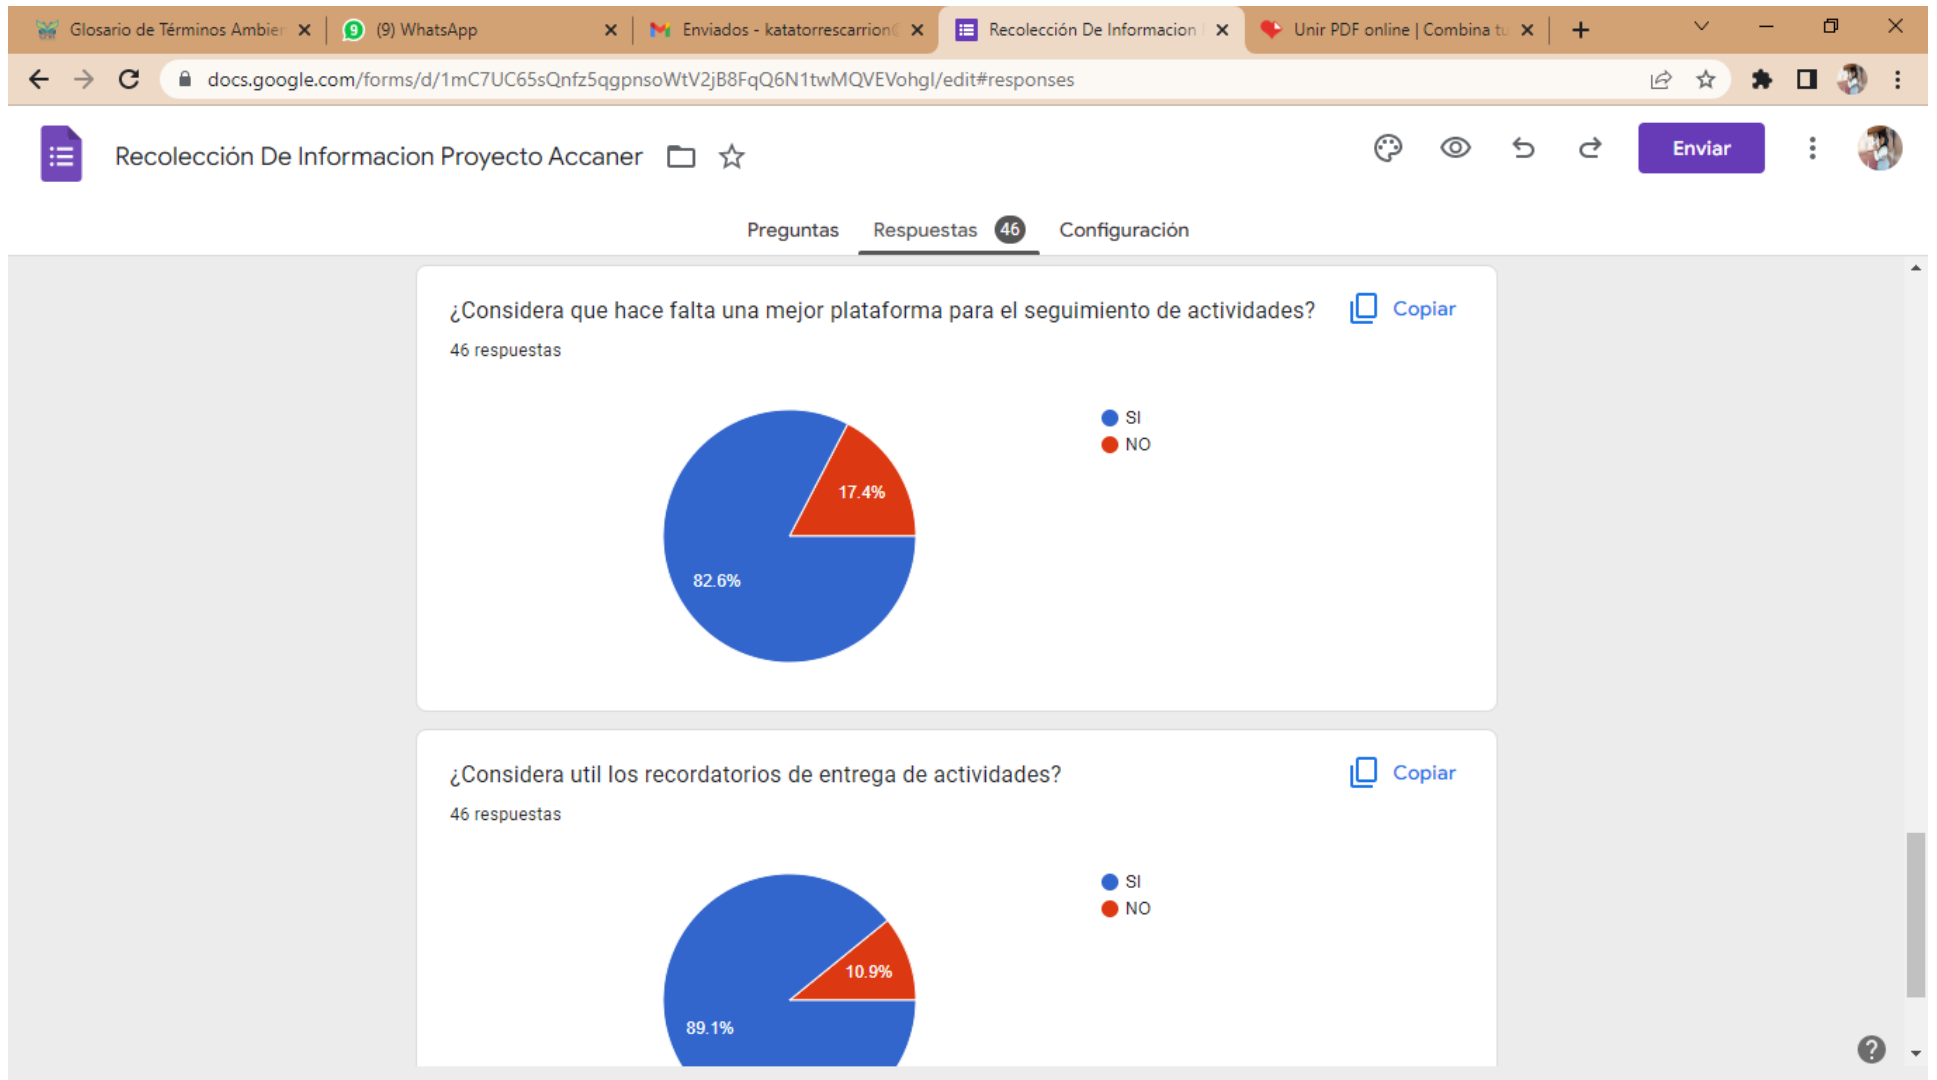 Glosario de Términos Ambien
9 (9) WhatsApp
Enviados - katatorrescarrion
Recolección De Informacion
Unir PDF online | Combina tu
docs.google.com/forms/d/1mC7UC65sQnfz5qgpnsoWtV2jB8FqQ6N1twMQVEVohgI/edit#responses
Recolección De Informacion Proyecto Accaner
Enviar
Preguntas
Respuestas 46
Configuración
¿Considera que hace falta una mejor plataforma para el seguimiento de actividades?
Copiar
46 respuestas
SI
NO
17.4%
82.6%
¿Considera util los recordatorios de entrega de actividades?
Copiar
46 respuestas
SI
NO
10.9%
89.1%